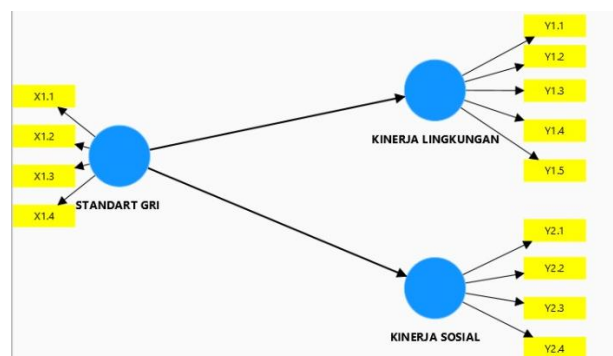 X1.1
X1.2
X1.3
X1.4
STANDART GRI
KINERJA LINGKUNGAN
Y1.1
Y1.2
Y1.3
Y1.4
Y1.5
KINERJA SOSIAL
Y2.1
Y2.2
Y2.3
Y2.4